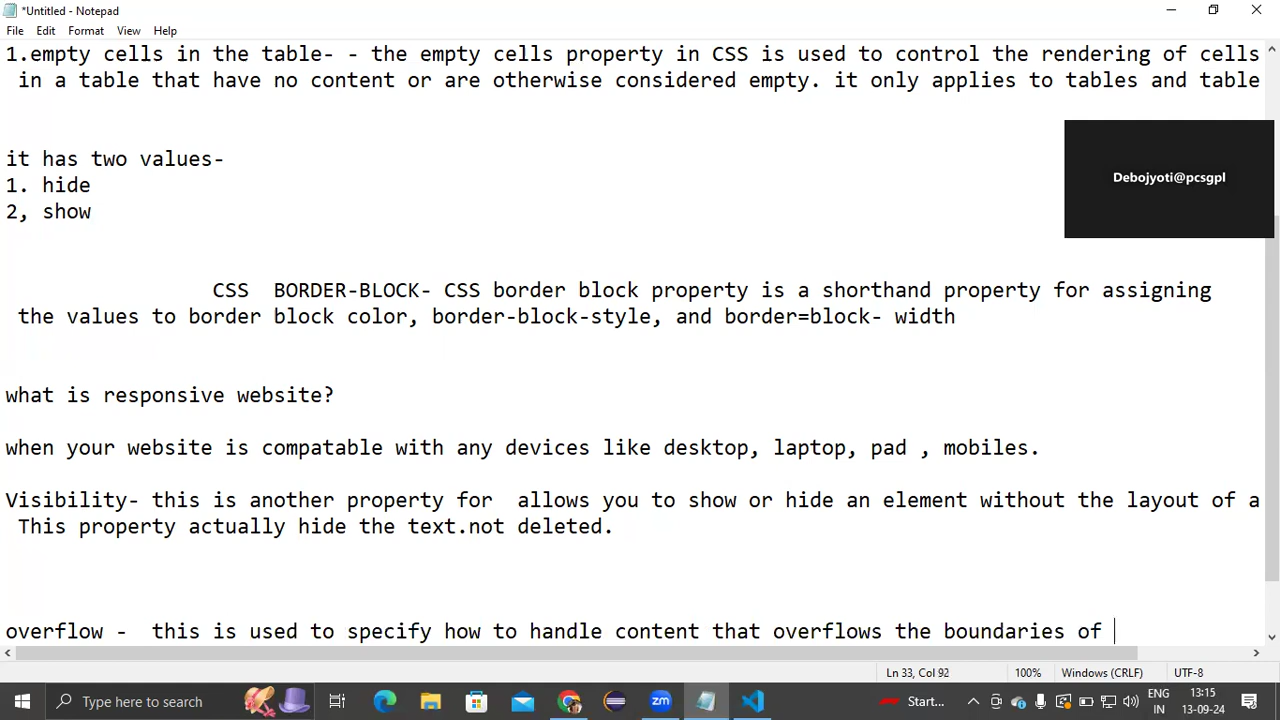 *Untitled - Notepad
File Edit Format View Help
1.empty cells in the table- - the empty cells property in CSS is used to control the rendering of cells
in a table that have no content or are otherwise considered empty. it only applies to tables and table
Debojyoti@pcsgpl
it has two values-
1. hide
2, show
CSS BORDER-BLOCK- CSS border block property is a shorthand property for assigning
the values to border block color, border-block-style, and border=block- width
what is responsive website?
when your website is compatable with any devices like desktop, laptop, pad , mobiles.
Visibility- this is another property for allows you to show or hide an element without the layout of a
This property actually hide the text.not deleted.
overflow - this is used to specify how to handle content that overflows the boundaries of
Ln 33, Col 92 100% Windows (CRLF) UTF-8
Type here to search
Start...
ENG
IN
13:15
13-09-24